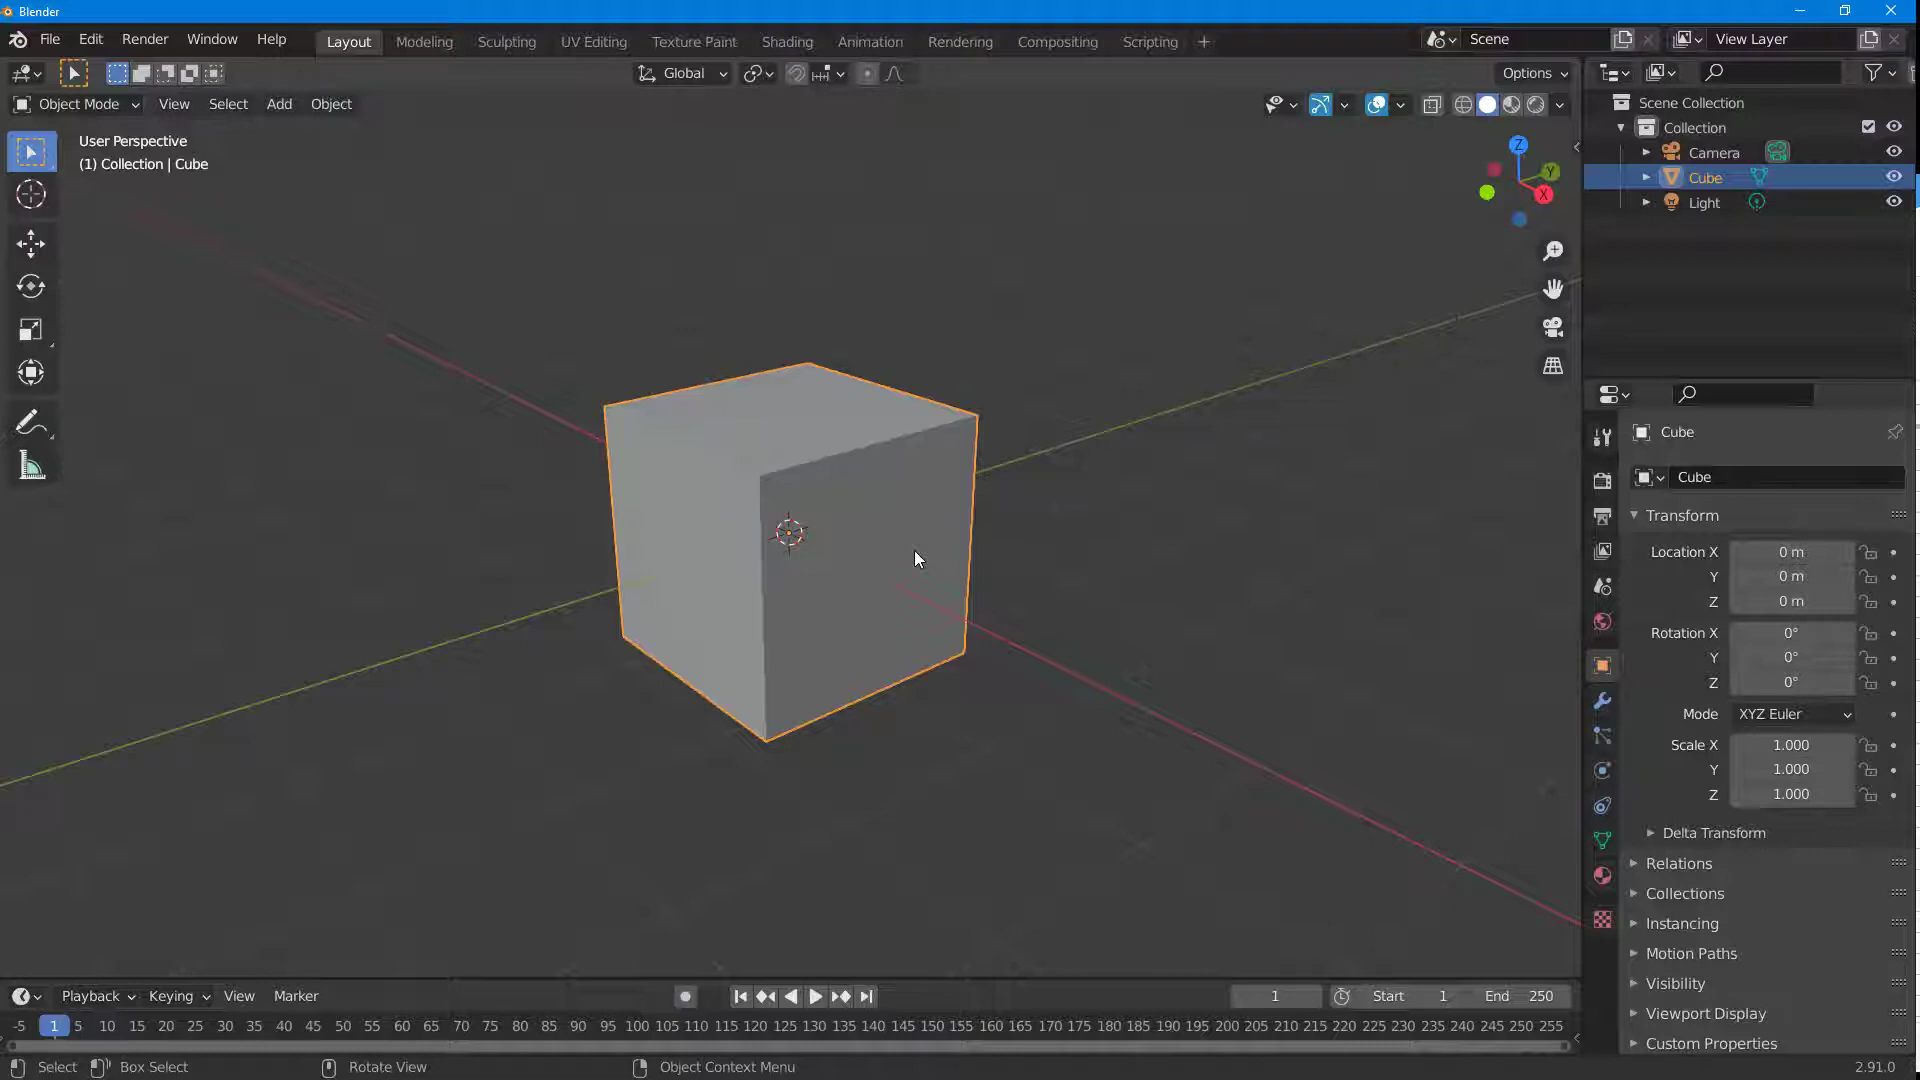 Blender
File Edit Render Window Help Layout Modeling Sculpting UV Editing Texture Paint Shading Animation Rendering Compositing Scripting + Scene View Layer
Global Options
Object Mode View Select Add Object
User Perspective
(1) Collection | Cube
Z
Y
X
Scene Collection
Collection
Camera
Cube
Light
Cube
Cube
Transform
Location X 0 m
Y 0 m
Z 0 m
Rotation X 0°
Y 0°
Z 0°
Mode XYZ Euler
Scale X 1.000
Y 1.000
Z 1.000
Delta Transform
Relations
Collections
Instancing
Motion Paths
Visibility
Viewport Display
Custom Properties
Playback Keying View Marker 1 Start 1 End 250
-5 1 5 10 15 20 25 30 35 40 45 50 55 60 65 70 75 80 85 90 95 100 105 110 115 120 125 130 135 140 145 150 155 160 165 170 175 180 185 190 195 200 205 210 215 220 225 230 235 240 245 250 255
Select Box Select Rotate View Object Context Menu 2.91.0